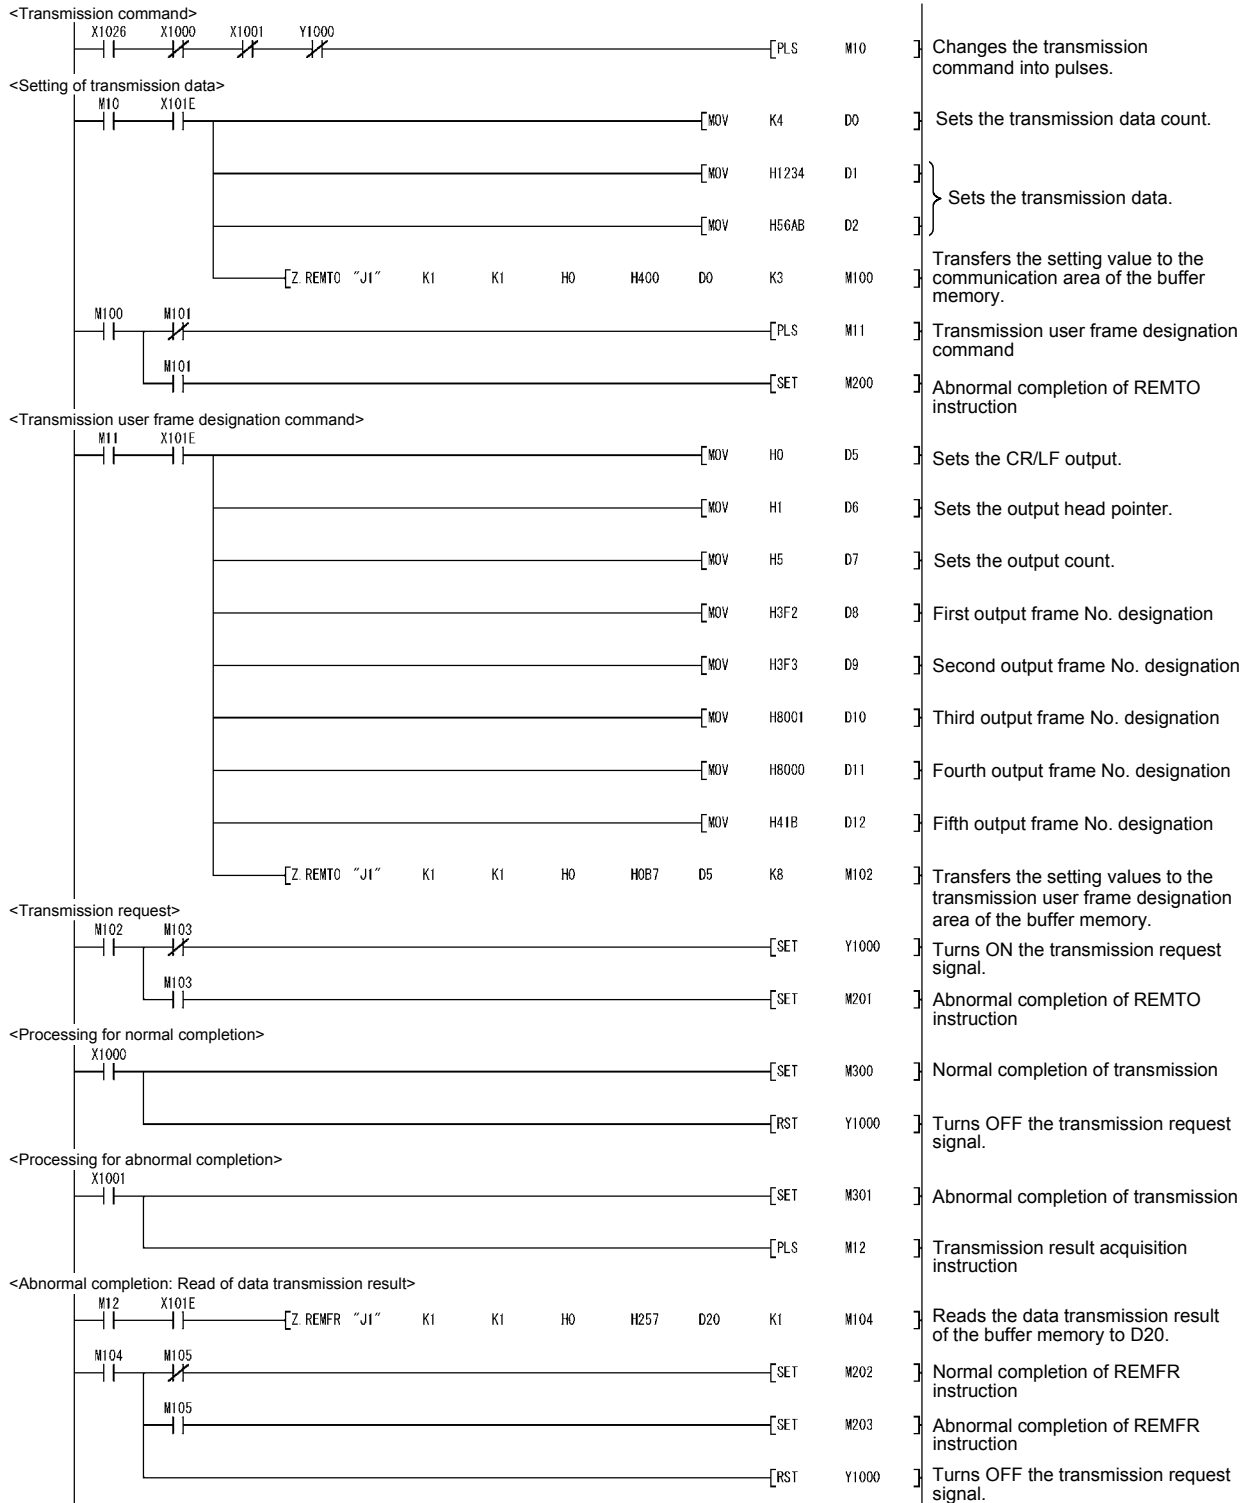 <Transmission command>
X1026 X1000 X1001 Y1000
[PLS M10 ] Changes the transmission
command into pulses.
<Setting of transmission data>
M10 X101E
[MOV K4 D0 ] Sets the transmission data count.
[MOV H1234 D1 ]
Sets the transmission data.
[MOV H56AB D2 ]
Transfers the setting value to the
[Z.REMTO "J1" K1 K1 H0 H400 D0 K3 M100 ] communication area of the buffer
memory.
M100 M101
[PLS M11 ] Transmission user frame designation
command
M101
[SET M200 ] Abnormal completion of REMTO
instruction
<Transmission user frame designation command>
M11 X101E
[MOV H0 D5 ] Sets the CR/LF output.
[MOV H1 D6 ] Sets the output head pointer.
[MOV H5 D7 ] Sets the output count.
[MOV H3F2 D8 ] First output frame No. designation
[MOV H3F3 D9 ] Second output frame No. designation
[MOV H8001 D10 ] Third output frame No. designation
[MOV H8000 D11 ] Fourth output frame No. designation
[MOV H41B D12 ] Fifth output frame No. designation
[Z.REMTO "J1" K1 K1 H0 H0B7 D5 K8 M102 ] Transfers the setting values to the
transmission user frame designation
area of the buffer memory.
<Transmission request>
M102 M103
[SET Y1000 ] Turns ON the transmission request
signal.
M103
[SET M201 ] Abnormal completion of REMTO
instruction
<Processing for normal completion>
X1000
[SET M300 ] Normal completion of transmission
[RST Y1000 ] Turns OFF the transmission request
signal.
<Processing for abnormal completion>
X1001
[SET M301 ] Abnormal completion of transmission
[PLS M12 ] Transmission result acquisition
instruction
<Abnormal completion: Read of data transmission result>
M12 X101E
[Z.REMFR "J1" K1 K1 H0 H257 D20 K1 M104 ] Reads the data transmission result
of the buffer memory to D20.
M104 M105
[SET M202 ] Normal completion of REMFR
instruction
M105
[SET M203 ] Abnormal completion of REMFR
instruction
[RST Y1000 ] Turns OFF the transmission request
signal.